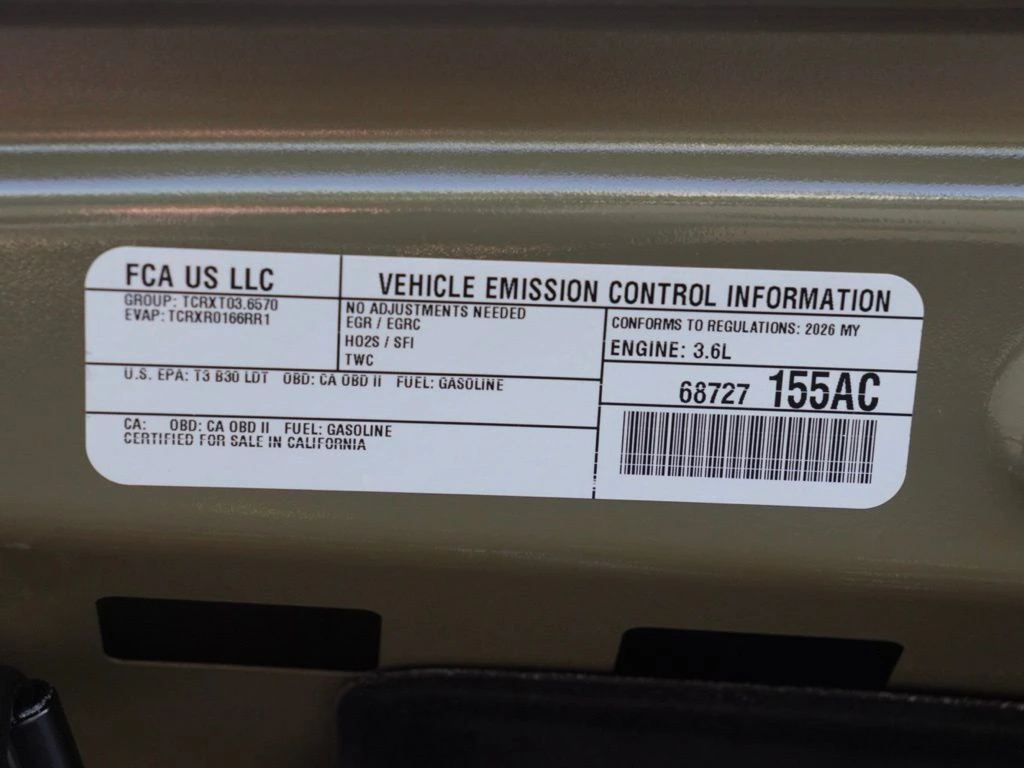 FCA US LLC
VEHICLE EMISSION CONTROL INFORMATION
GROUP: TCRXT03.6570
EVAP: TCRXR0166RR1
NO ADJUSTMENTS NEEDED
EGR / EGRC
HO2S / SFI
TWC
CONFORMS TO REGULATIONS: 2026 MY
ENGINE: 3.6L
U.S. EPA: T3 B30 LDT OBD: CA OBD II FUEL: GASOLINE
68727 155AC
CA: OBD: CA OBD II FUEL: GASOLINE
CERTIFIED FOR SALE IN CALIFORNIA